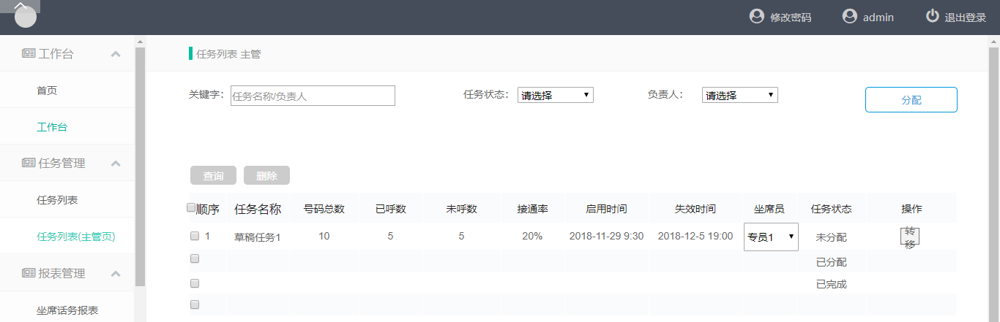 修改密码 admin 退出登录
工作台
首页
工作台
任务管理
任务列表
任务列表(主管页)
报表管理
坐席话务报表
任务列表 主管
关键字: 任务名称/负责人 任务状态: 请选择 负责人: 请选择 分配
查询 删除
顺序 任务名称 号码总数 已呼数 未呼数 接通率 启用时间 失效时间 坐席员 任务状态 操作
1 草稿任务1 10 5 5 20% 2018-11-29 9:30 2018-12-5 19:00 专员1 未分配 转移
已分配
已完成